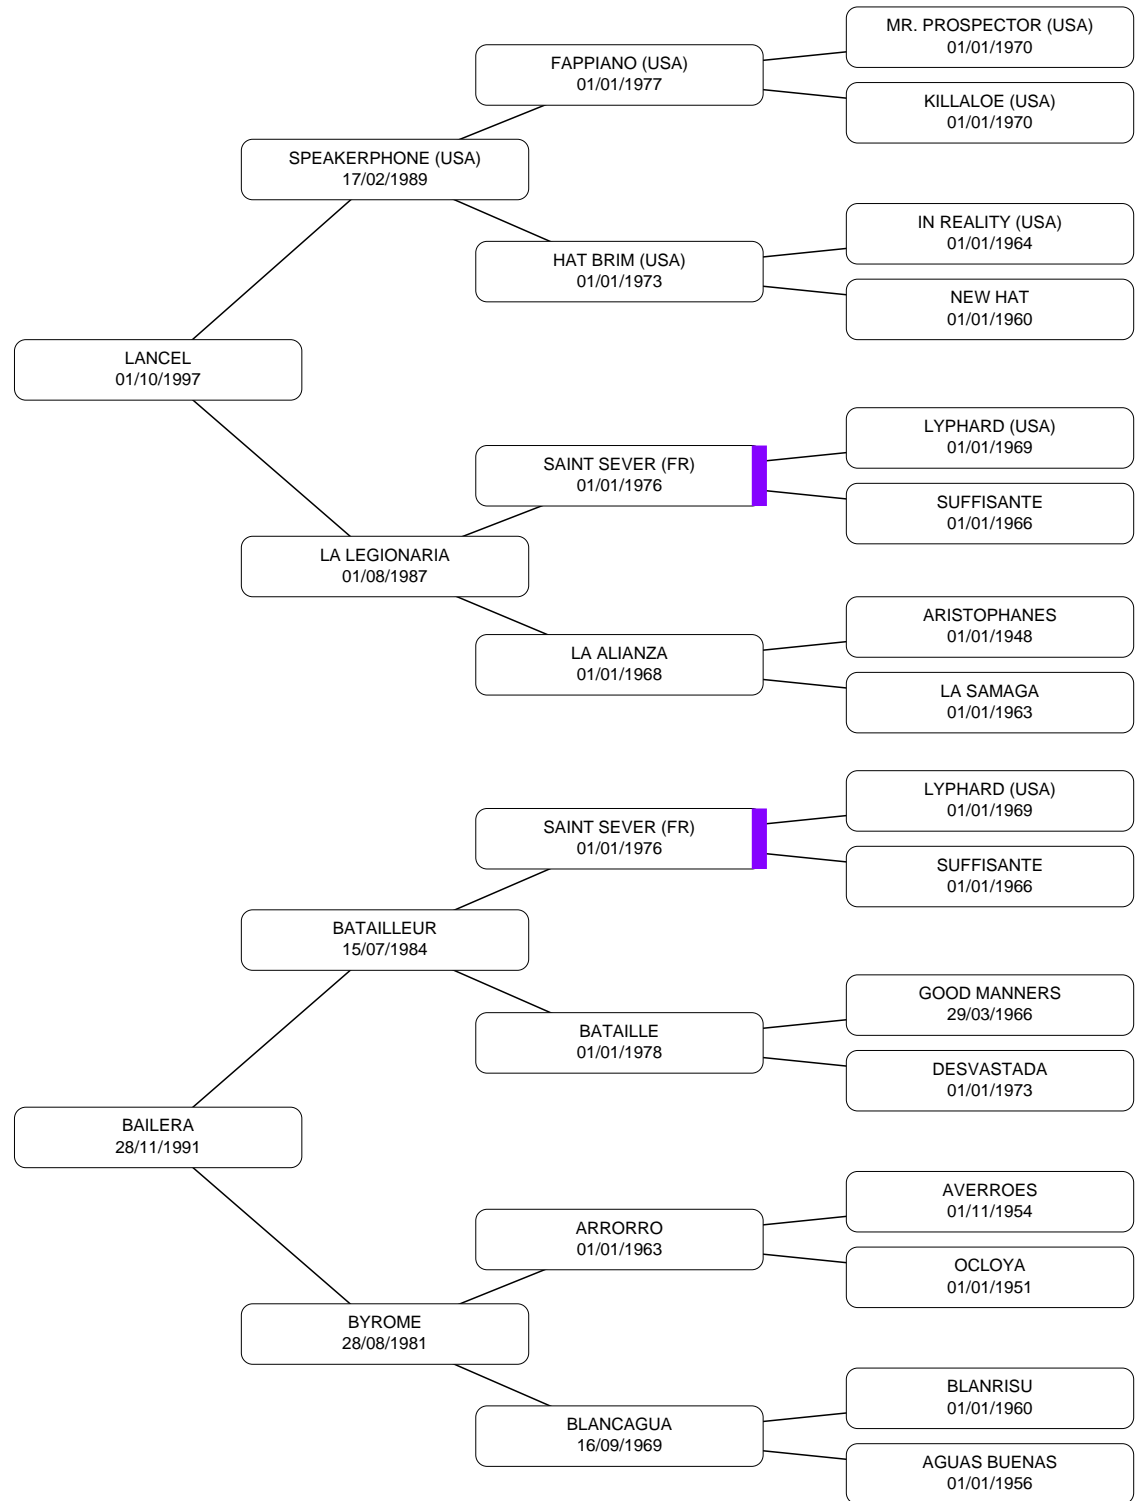 MR. PROSPECTOR (USA)
01/01/1970
FAPPIANO (USA)
01/01/1977
KILLALOE (USA)
01/01/1970
SPEAKERPHONE (USA)
17/02/1989
IN REALITY (USA)
01/01/1964
HAT BRIM (USA)
01/01/1973
NEW HAT
01/01/1960
LANCEL
01/10/1997
LYPHARD (USA)
01/01/1969
SAINT SEVER (FR)
01/01/1976
SUFFISANTE
01/01/1966
LA LEGIONARIA
01/08/1987
ARISTOPHANES
01/01/1948
LA ALIANZA
01/01/1968
LA SAMAGA
01/01/1963
LYPHARD (USA)
01/01/1969
SAINT SEVER (FR)
01/01/1976
SUFFISANTE
01/01/1966
BATAILLEUR
15/07/1984
GOOD MANNERS
29/03/1966
BATAILLE
01/01/1978
DESVASTADA
01/01/1973
BAILERA
28/11/1991
AVERROES
01/11/1954
ARRORRO
01/01/1963
OCLOYA
01/01/1951
BYROME
28/08/1981
BLANRISU
01/01/1960
BLANCAGUA
16/09/1969
AGUAS BUENAS
01/01/1956